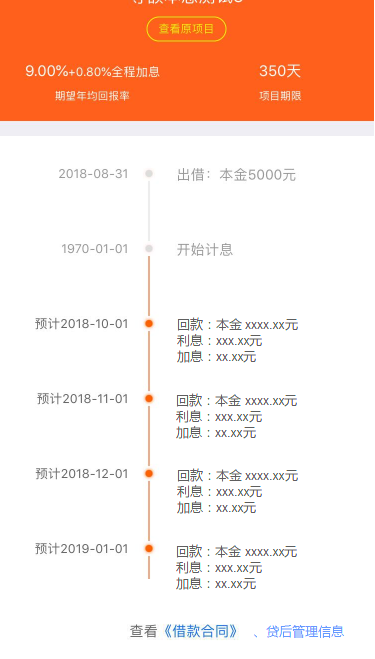 查看原项目
9.00%+0.80%全程加息 350天
期望年均回报率 项目期限
2018-08-31 出借：本金5000元
1970-01-01 开始计息
预计2018-10-01 回款：本金 xxxx.xx元
利息：xxx.xx元
加息：xx.xx元
预计2018-11-01 回款：本金 xxxx.xx元
利息：xxx.xx元
加息：xx.xx元
预计2018-12-01 回款：本金 xxxx.xx元
利息：xxx.xx元
加息：xx.xx元
预计2019-01-01 回款：本金 xxxx.xx元
利息：xxx.xx元
加息：xx.xx元
查看《借款合同》 、贷后管理信息